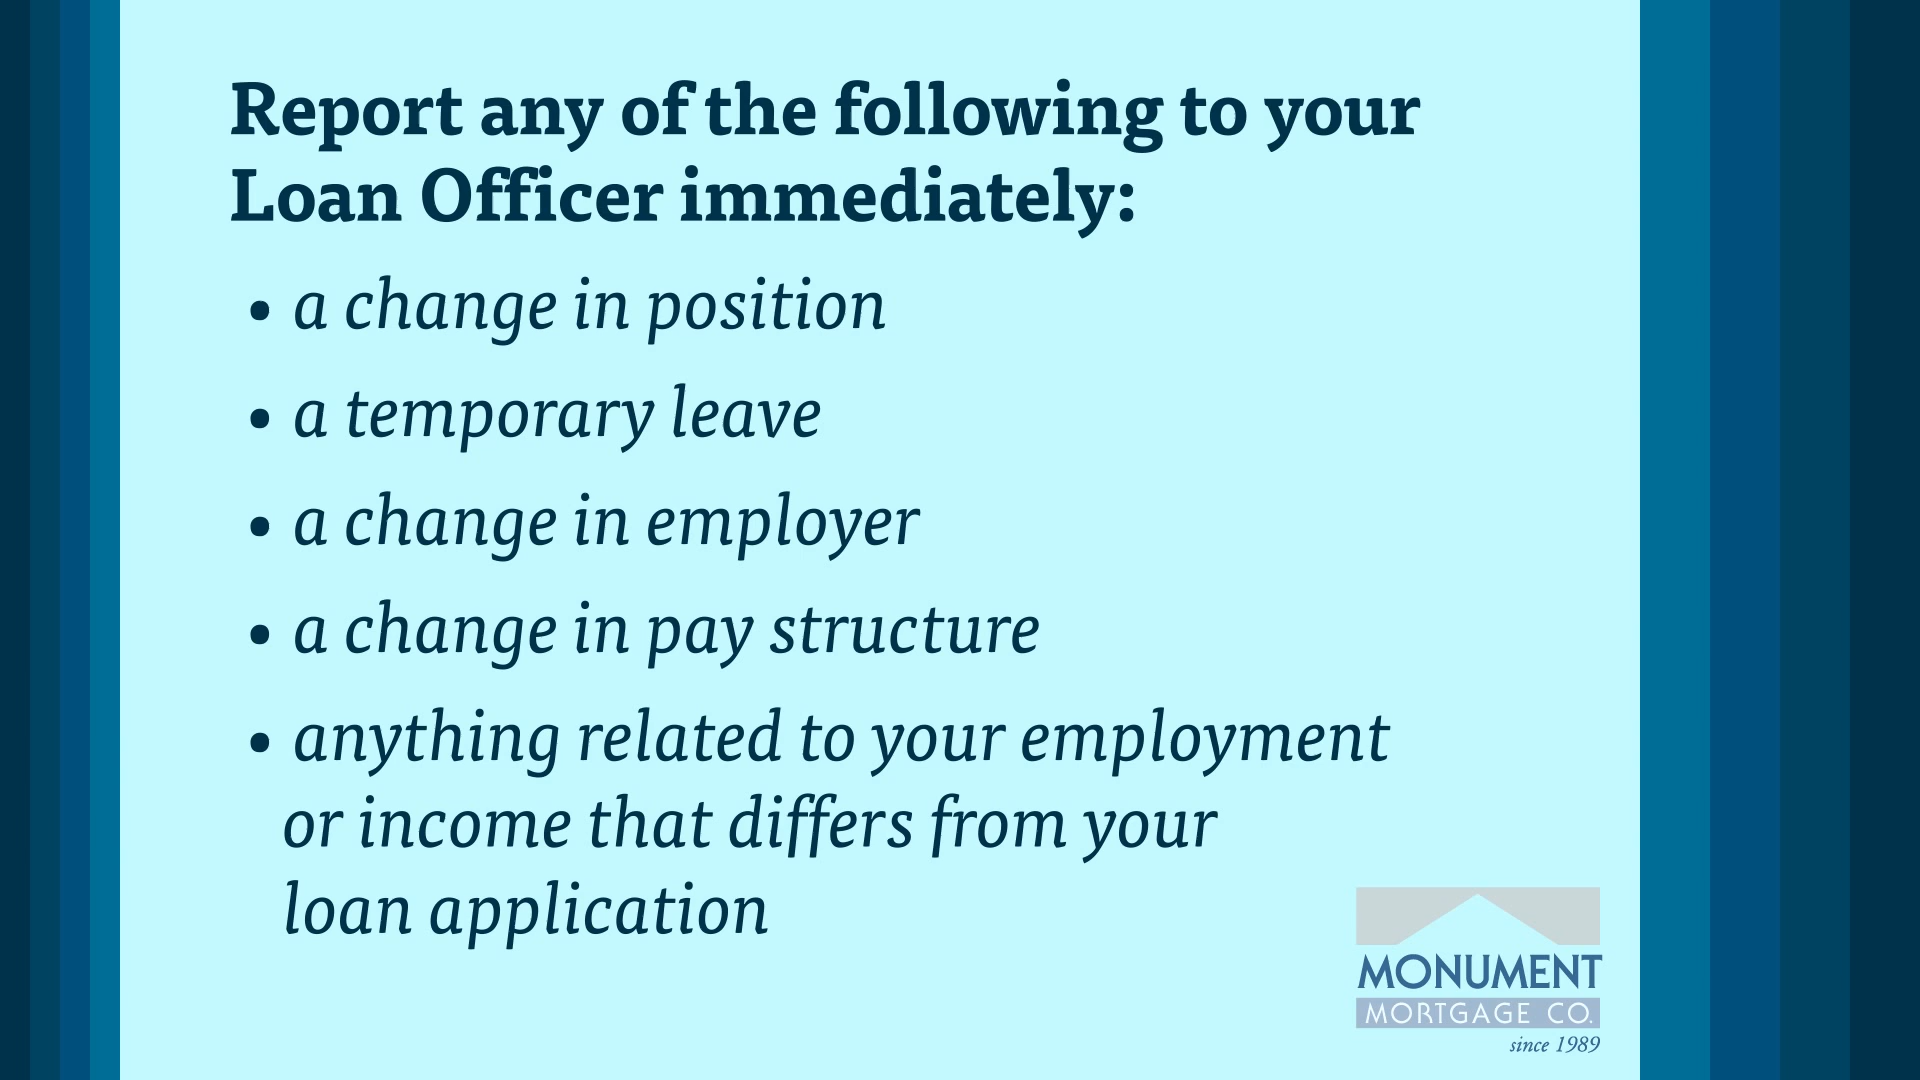 Report any of the following to your
Loan Officer immediately:
• a change in position
• a temporary leave
• a change in employer
• a change in pay structure
• anything related to your employment
or income that differs from your
loan application
MONUMENT
MORTGAGE CO.
since 1989